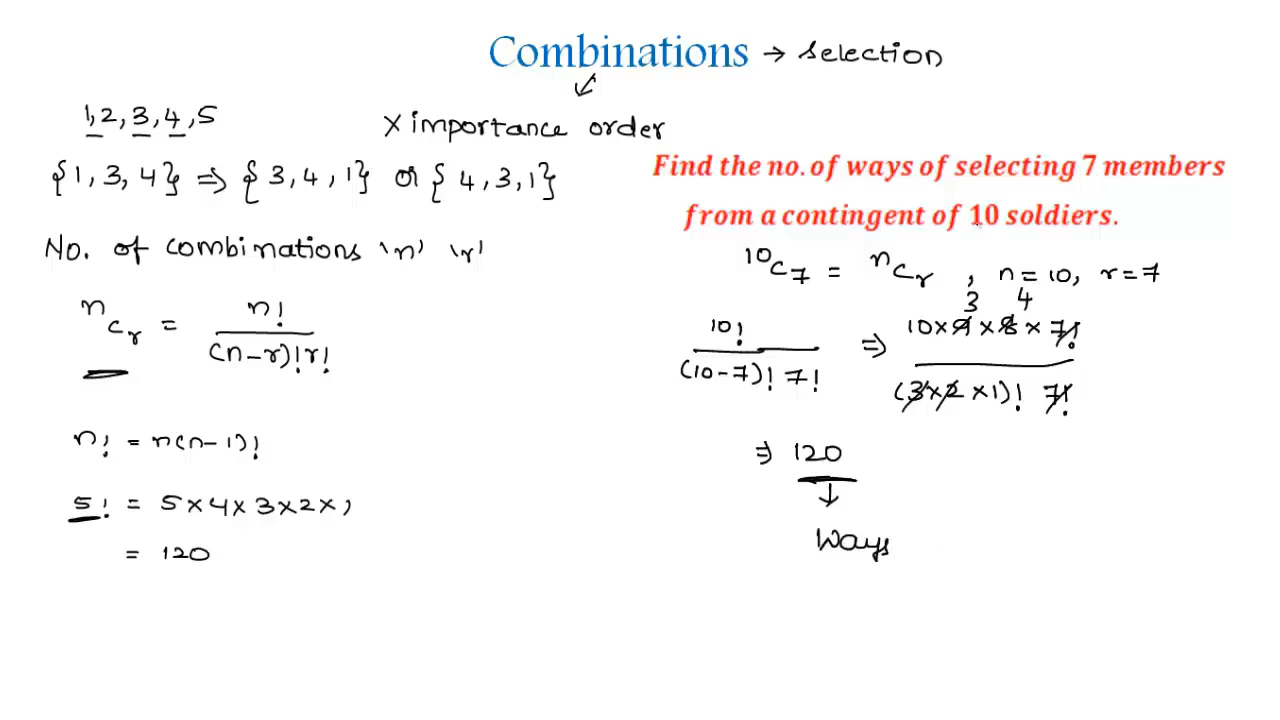 Combinations → selection
1,2,3,4,5
x importance order
{1,3,4} ⇒ {3,4,1} or {4,3,1}
No. of combinations 'n' 'r'
nCr = n! / (n-r)! r!
n! = n(n-1)!
5! = 5×4×3×2×1
= 120
Find the no. of ways of selecting 7 members
from a contingent of 10 soldiers.
10C7 = nCr , n = 10, r = 7
3 4
10! / (10-7)! 7! ⇒ 10×9×8×7! / (3×2×1)! 7!
⇒ 120
↓
Ways